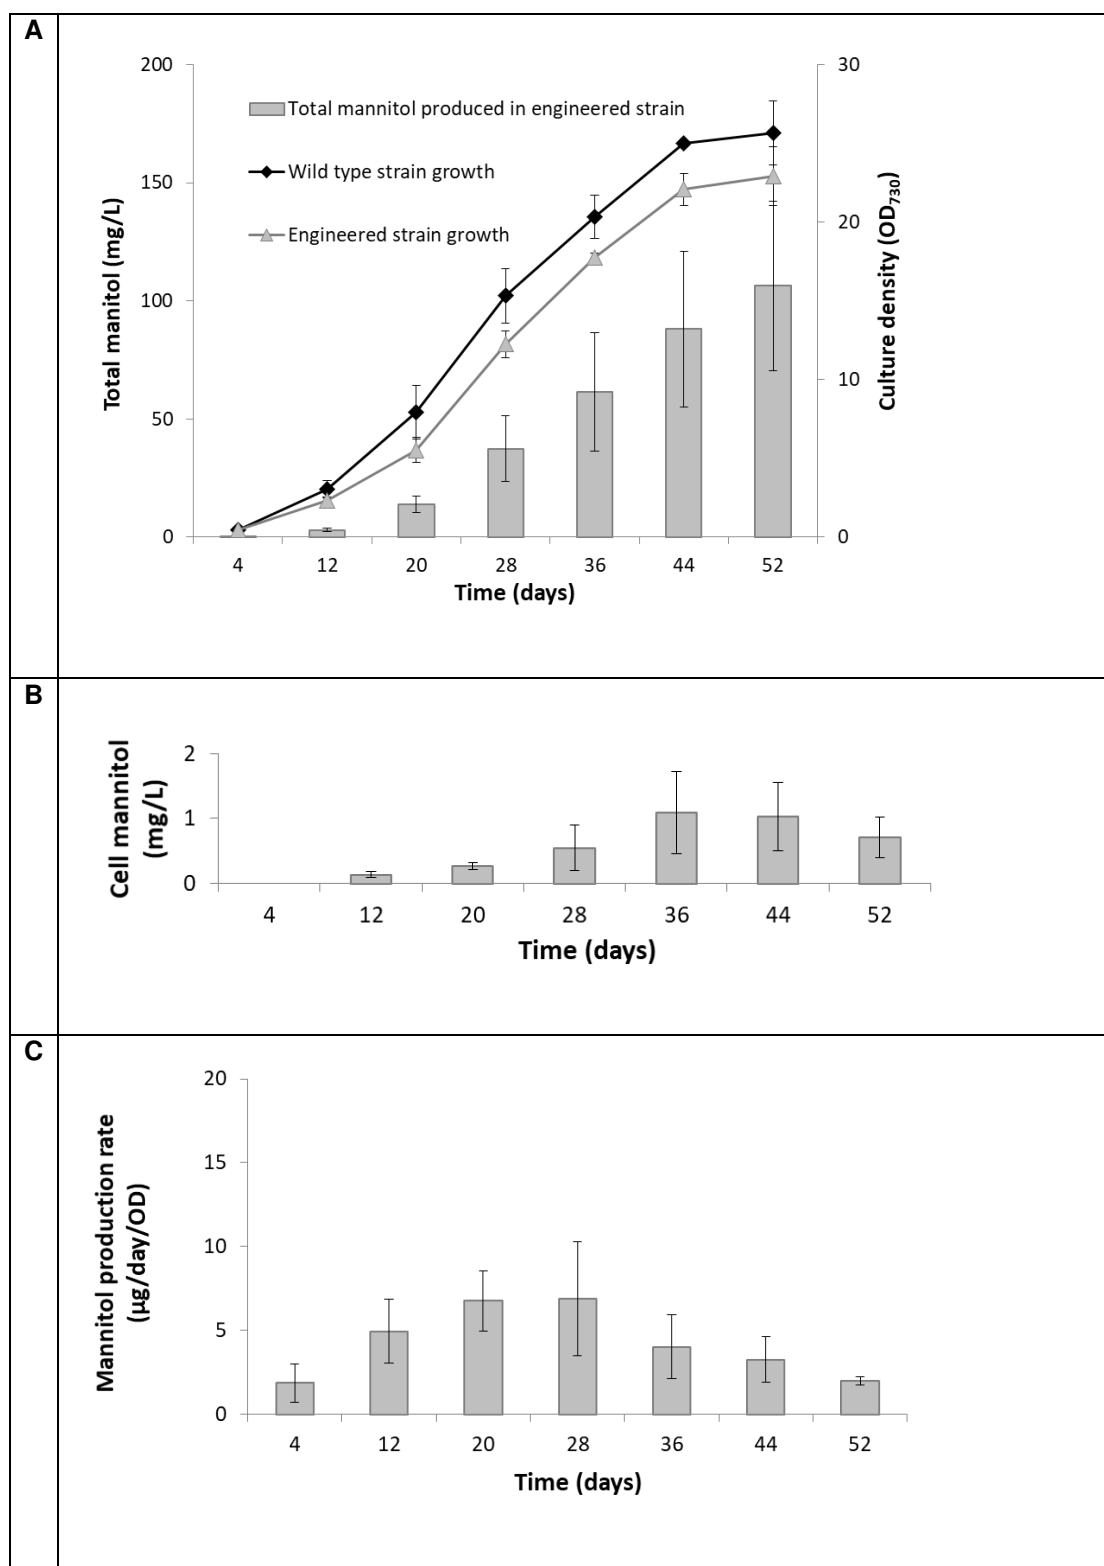 A
200
150
100
50
0
Total manitol (mg/L)
Total mannitol produced in engineered strain
Wild type strain growth
Engineered strain growth
30
20
10
0
Culture density (OD730)
4 12 20 28 36 44 52
Time (days)
B
2
1
0
Cell mannitol
(mg/L)
4 12 20 28 36 44 52
Time (days)
C
20
15
10
5
0
Mannitol production rate
(µg/day/OD)
4 12 20 28 36 44 52
Time (days)